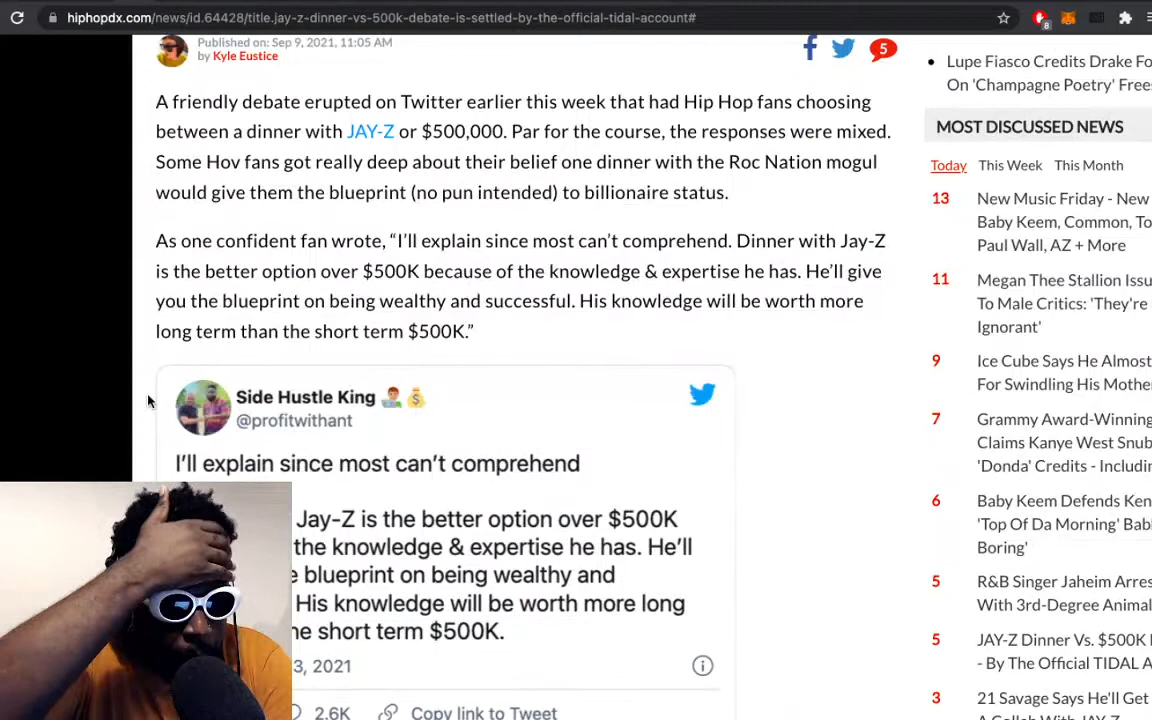 hiphopdx.com/news/id.64428/title.jay-z-dinner-vs-500k-debate-is-settled-by-the-official-tidal-account#
8
Published on: Sep 9, 2021, 11:05 AM
by Kyle Eustice
5
A friendly debate erupted on Twitter earlier this week that had Hip Hop fans choosing
between a dinner with JAY-Z or $500,000. Par for the course, the responses were mixed.
Some Hov fans got really deep about their belief one dinner with the Roc Nation mogul
would give them the blueprint (no pun intended) to billionaire status.
As one confident fan wrote, “I’ll explain since most can’t comprehend. Dinner with Jay-Z
is the better option over $500K because of the knowledge & expertise he has. He’ll give
you the blueprint on being wealthy and successful. His knowledge will be worth more
long term than the short term $500K.”
Side Hustle King
@profitwithant
I’ll explain since most can’t comprehend
Jay-Z is the better option over $500K
the knowledge & expertise he has. He’ll
e blueprint on being wealthy and
His knowledge will be worth more long
he short term $500K.
3, 2021
2.6K Copy link to Tweet
Lupe Fiasco Credits Drake Fo
On 'Champagne Poetry' Frees
MOST DISCUSSED NEWS
Today This Week This Month
13 New Music Friday - New
Baby Keem, Common, To
Paul Wall, AZ + More
11 Megan Thee Stallion Issu
To Male Critics: 'They're
Ignorant'
9 Ice Cube Says He Almost
For Swindling His Mothe
7 Grammy Award-Winning
Claims Kanye West Snub
'Donda' Credits - Includin
6 Baby Keem Defends Ken
'Top Of Da Morning' Bab
Boring'
5 R&B Singer Jaheim Arres
With 3rd-Degree Animal
5 JAY-Z Dinner Vs. $500K
- By The Official TIDAL A
3 21 Savage Says He'll Get
A Collab With JAY-Z